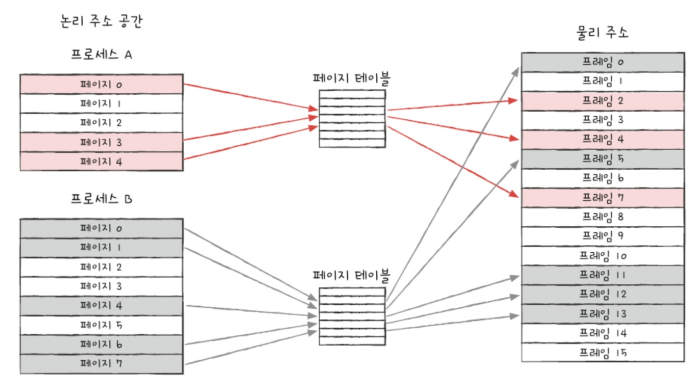 논리 주소 공간
프로세스 A
페이지 0
페이지 1
페이지 2
페이지 3
페이지 4
프로세스 B
페이지 0
페이지 1
페이지 2
페이지 3
페이지 4
페이지 5
페이지 6
페이지 7
페이지 테이블
페이지 테이블
물리 주소
프레임 0
프레임 1
프레임 2
프레임 3
프레임 4
프레임 5
프레임 6
프레임 7
프레임 8
프레임 9
프레임 10
프레임 11
프레임 12
프레임 13
프레임 14
프레임 15